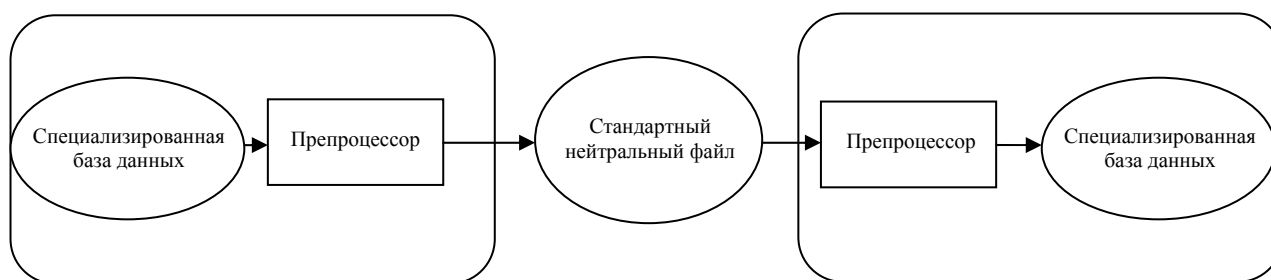 Специализированная
база данных
Препроцессор
Стандартный
нейтральный файл
Препроцессор
Специализированная
база данных